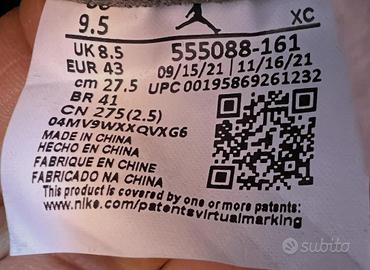 9.5 XC
UK 8.5 555088-161
EUR 43 09/15/21 11/16/21
cm 27.5 UPC 00195869261232
BR 41
CN 275(2.5)
04MV9WXXQVXG6
MADE IN CHINA
HECHO EN CHINA
FABRIQUE EN CHINE
FABRICADO NA CHINA
This product is covered by one or more patents:
www.nike.com/patentsvirtualmarking
subito